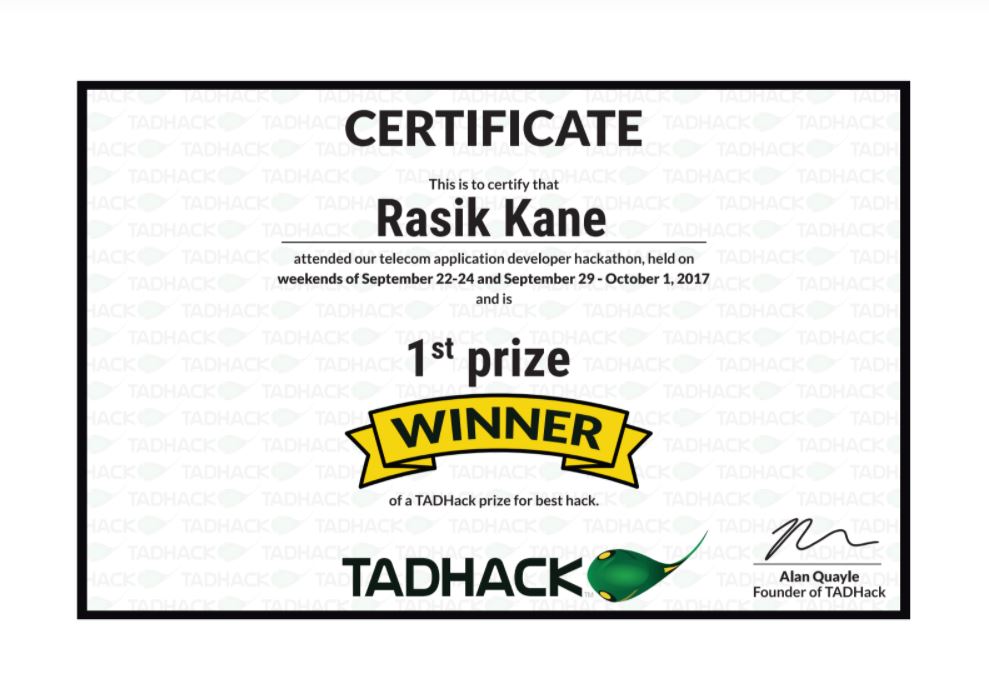 CERTIFICATE
This is to certify that
Rasik Kane
attended our telecom application developer hackathon, held on
weekends of September 22-24 and September 29 - October 1, 2017
and is
1st prize
WINNER
of a TADHack prize for best hack.
TADHACK™
Alan Quayle
Founder of TADHack